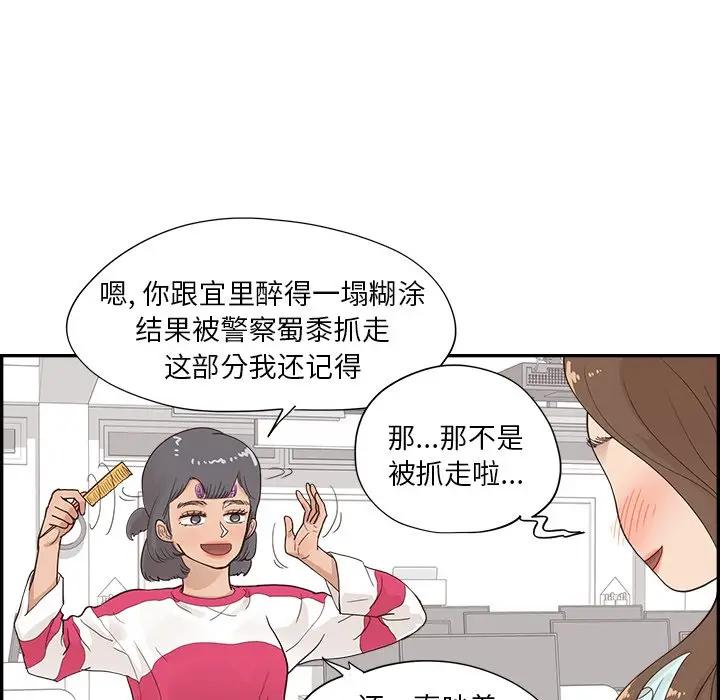 嗯, 你跟宜里醉得一塌糊涂
结果被警察蜀黍抓走
这部分我还记得
那...那不是
被抓走啦...